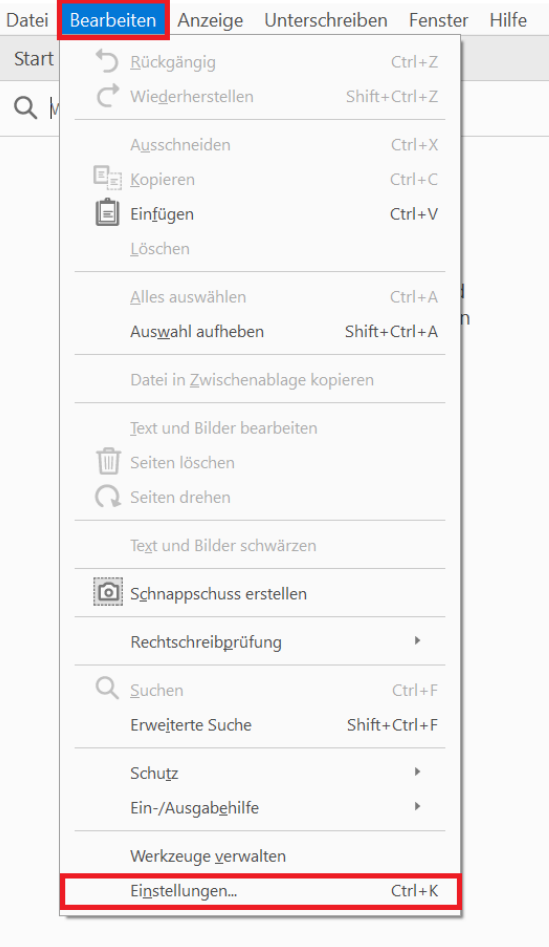 Datei Bearbeiten Anzeige Unterschreiben Fenster Hilfe
Start
Rückgängig Ctrl+Z
Wiederherstellen Shift+Ctrl+Z
Ausschneiden Ctrl+X
Kopieren Ctrl+C
Einfügen Ctrl+V
Löschen
Alles auswählen Ctrl+A
Auswahl aufheben Shift+Ctrl+A
Datei in Zwischenablage kopieren
Text und Bilder bearbeiten
Seiten löschen
Seiten drehen
Text und Bilder schwärzen
Schnappschuss erstellen
Rechtschreibprüfung
Suchen Ctrl+F
Erweiterte Suche Shift+Ctrl+F
Schutz
Ein-/Ausgabehilfe
Werkzeuge verwalten
Einstellungen... Ctrl+K